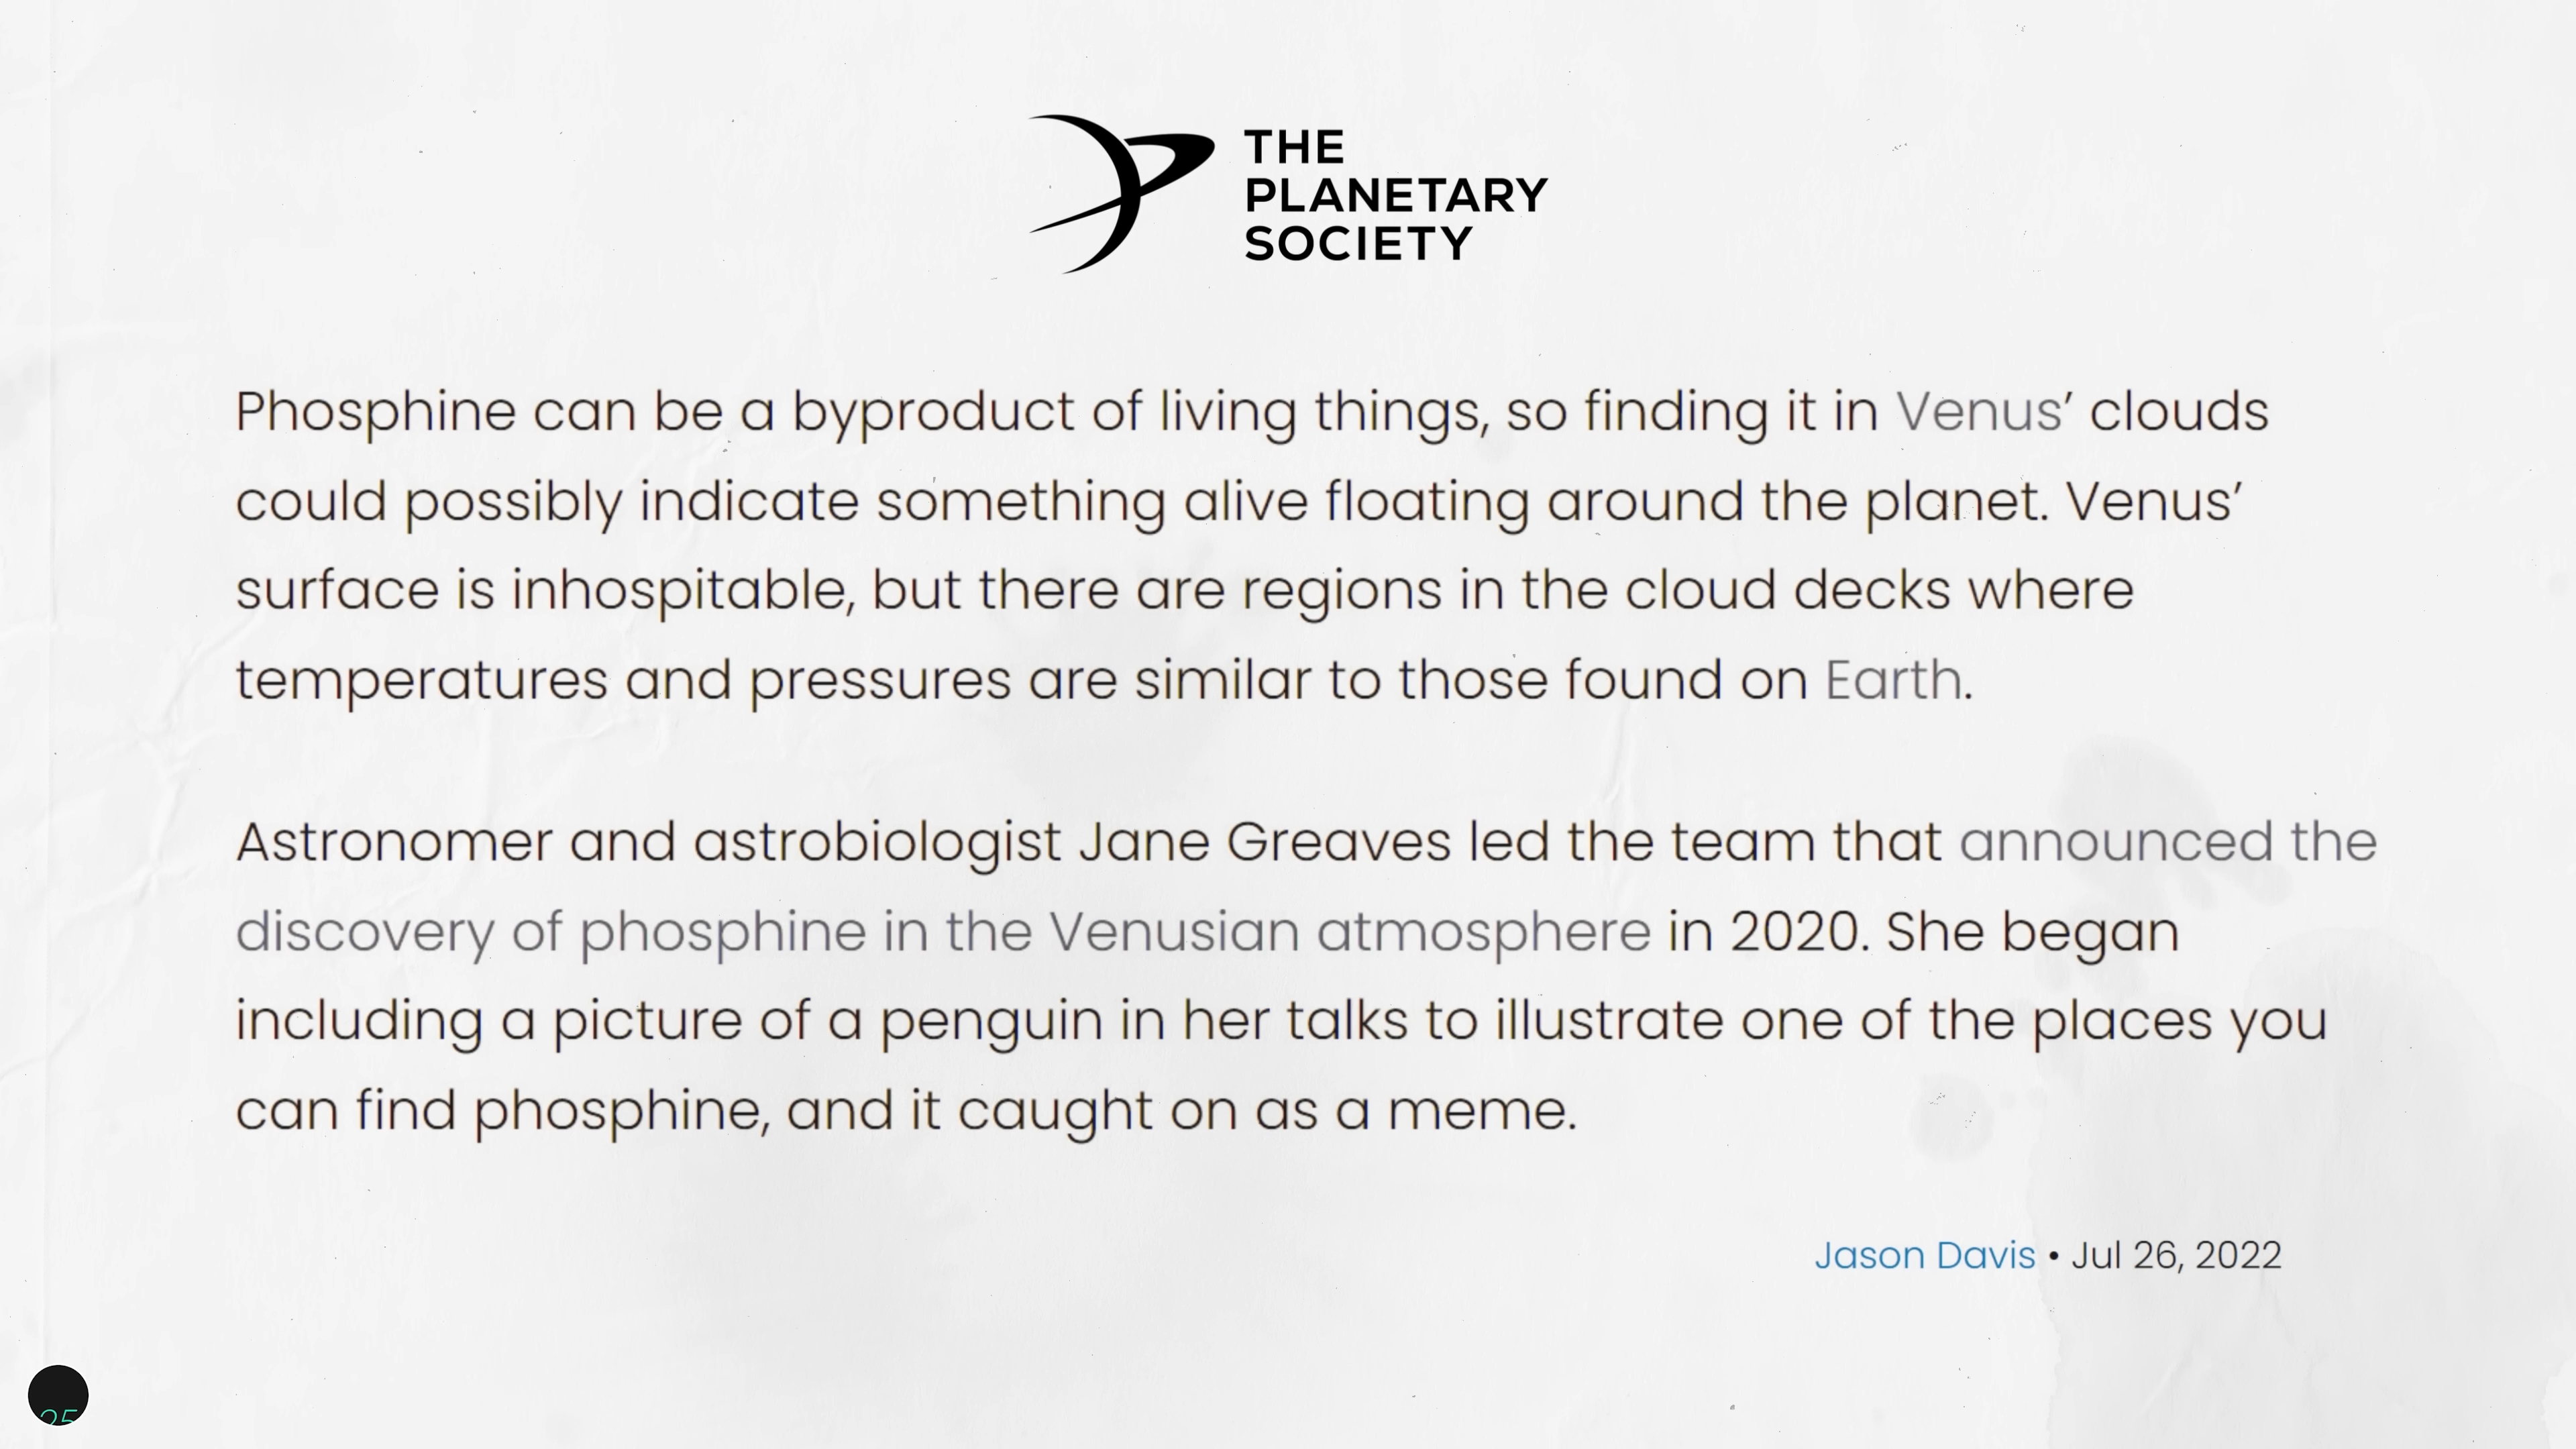 THE
PLANETARY
SOCIETY
Phosphine can be a byproduct of living things, so finding it in Venus’ clouds
could possibly indicate something alive floating around the planet. Venus’
surface is inhospitable, but there are regions in the cloud decks where
temperatures and pressures are similar to those found on Earth.
Astronomer and astrobiologist Jane Greaves led the team that announced the
discovery of phosphine in the Venusian atmosphere in 2020. She began
including a picture of a penguin in her talks to illustrate one of the places you
can find phosphine, and it caught on as a meme.
Jason Davis • Jul 26, 2022